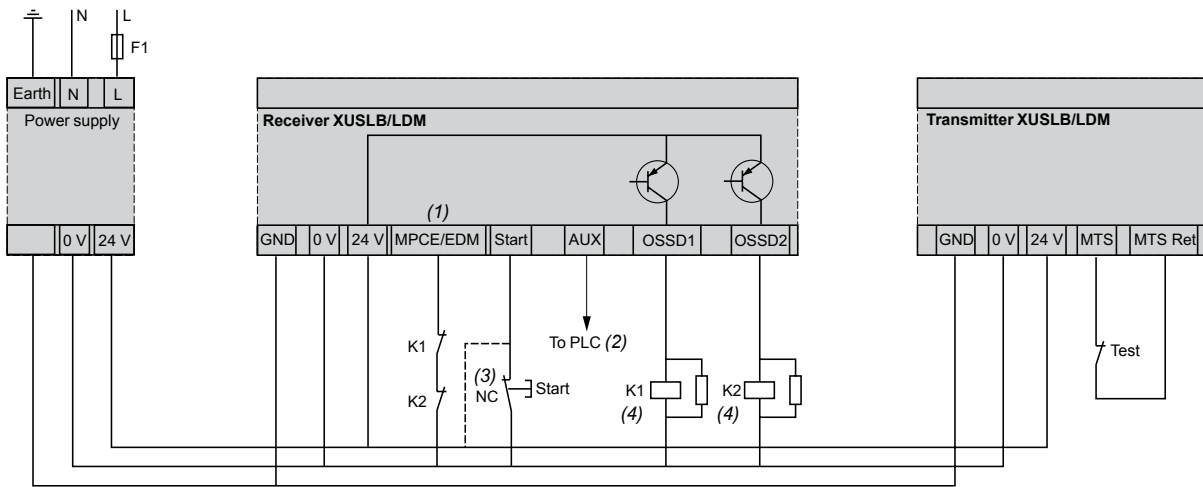 N L
F1
Earth N L
Power supply
0 V 24 V
Receiver XUSLB/LDM
(1)
GND 0 V 24 V MPCE/EDM Start AUX OSSD1 OSSD2
Transmitter XUSLB/LDM
GND 0 V 24 V MTS MTS Ret
K1
K2
(3)
NC
Start
To PLC (2)
K1
(4)
K2
(4)
Test